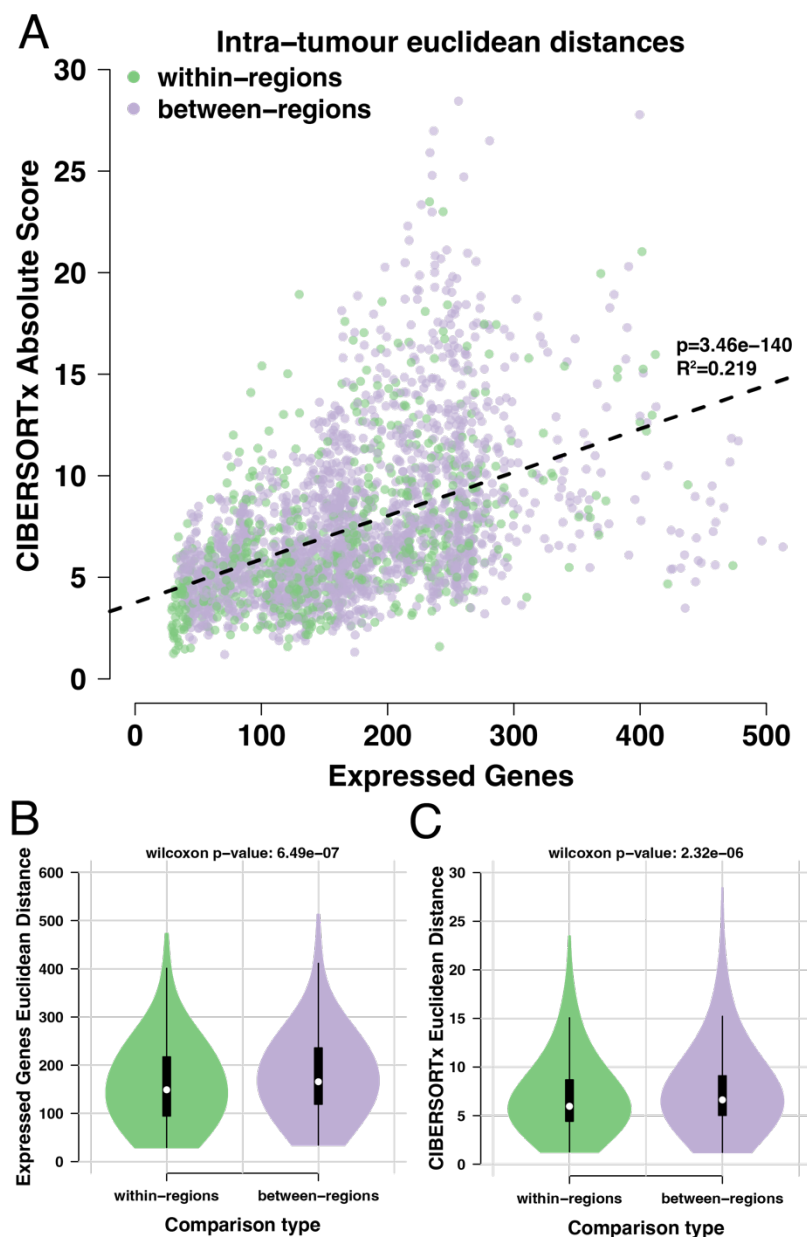 A
Intra−tumour euclidean distances
within−regions
between−regions
CIBERSORTx Absolute Score
30
25
20
15
10
5
0
p=3.46e−140
R²=0.219
0 100 200 300 400 500
Expressed Genes
B
wilcoxon p−value: 6.49e−07
Expressed Genes Euclidean Distance
600
500
400
300
200
100
0
within−regions between−regions
Comparison type
C
wilcoxon p−value: 2.32e−06
CIBERSORTx Euclidean Distance
30
25
20
15
10
5
0
within−regions between−regions
Comparison type